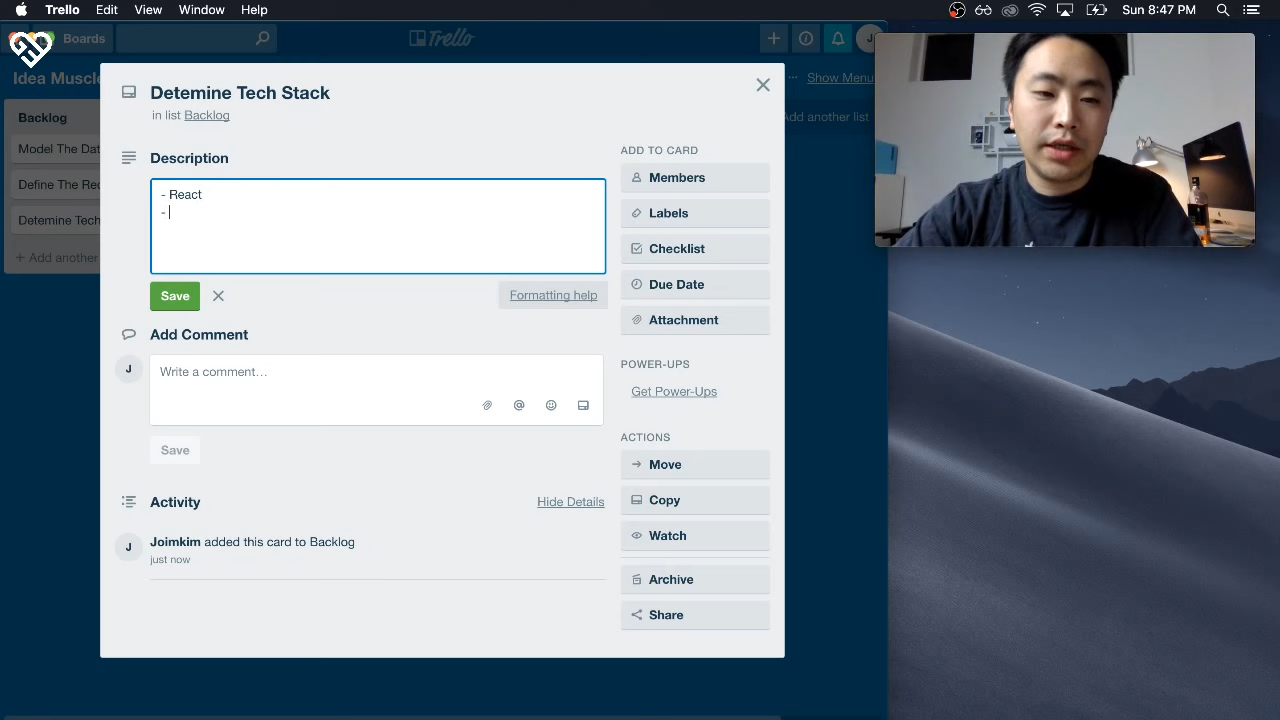 Trello Edit View Window Help
Sun 8:47 PM
Boards
Trello
J
Idea Muscle
Show Menu
Backlog
Add another list
Model The Dat
Define The Req
Detemine Tech
+ Add another
Detemine Tech Stack
in list Backlog
Description
- React
-
Save
Formatting help
Add Comment
J
Write a comment…
Save
Activity
Hide Details
J
Joimkim added this card to Backlog
just now
ADD TO CARD
Members
Labels
Checklist
Due Date
Attachment
POWER-UPS
Get Power-Ups
ACTIONS
Move
Copy
Watch
Archive
Share